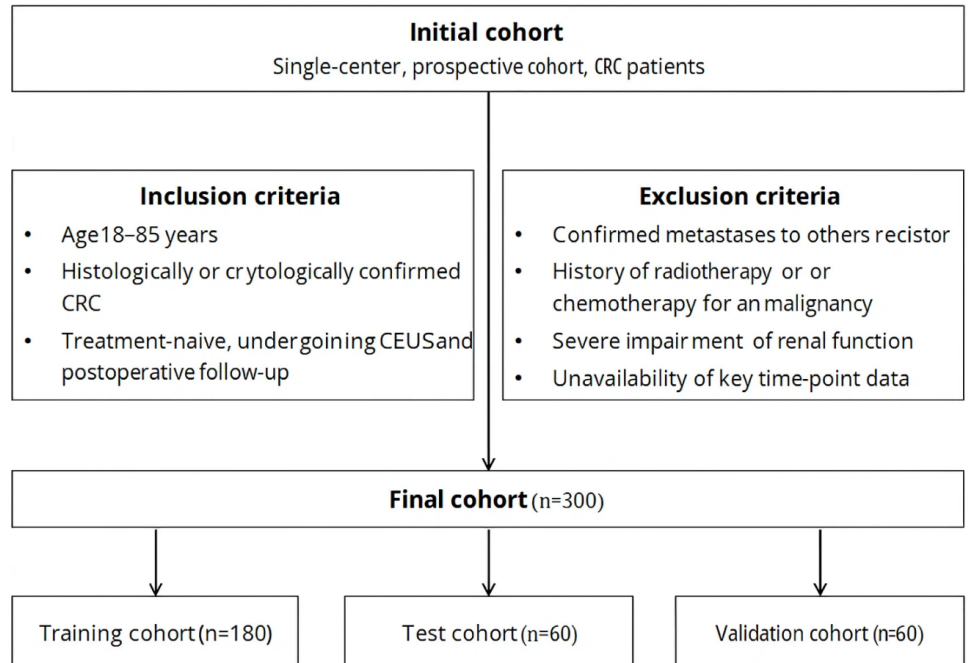 Initial cohort
Single-center, prospective cohort, CRC patients
Inclusion criteria
• Age18–85 years
• Histologically or crytologically confirmed
CRC
• Treatment-naive, undergoining CEUSand
postoperative follow-up
Exclusion criteria
• Confirmed metastases to others recistor
• History of radiotherapy or or
chemotherapy for an malignancy
• Severe impairment of renal function
• Unavailability of key time-point data
Final cohort (n=300)
Training cohort (n=180)
Test cohort (n=60)
Validation cohort (n=60)